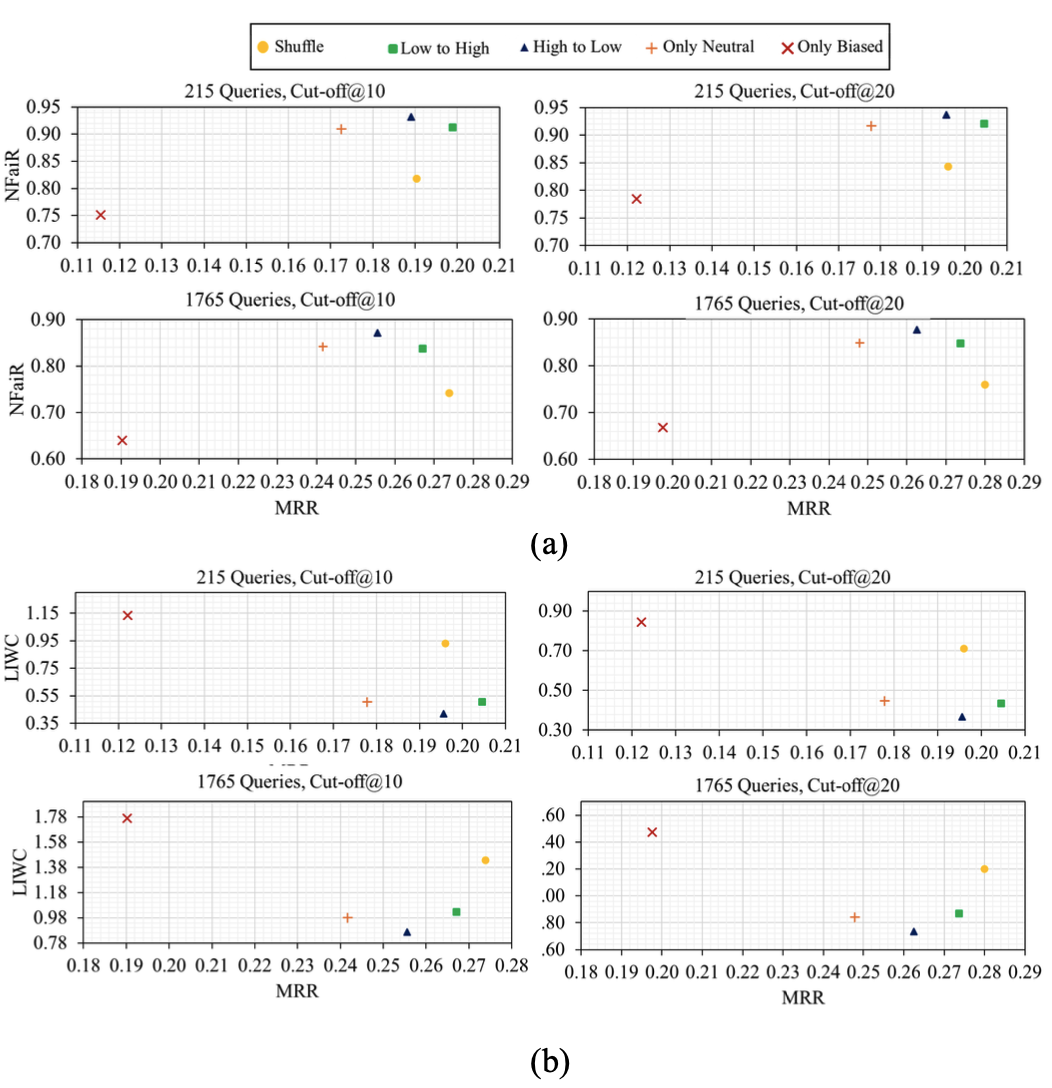 Shuffle Low to High High to Low Only Neutral Only Biased
215 Queries, Cut-off@10
NFaiR
0.95
0.90
0.85
0.80
0.75
0.70
0.11 0.12 0.13 0.14 0.15 0.16 0.17 0.18 0.19 0.20 0.21
215 Queries, Cut-off@20
0.95
0.90
0.85
0.80
0.75
0.70
0.11 0.12 0.13 0.14 0.15 0.16 0.17 0.18 0.19 0.20 0.21
1765 Queries, Cut-off@10
NFaiR
0.90
0.80
0.70
0.60
0.18 0.19 0.20 0.21 0.22 0.23 0.24 0.25 0.26 0.27 0.28 0.29
MRR
1765 Queries, Cut-off@20
0.90
0.80
0.70
0.60
0.18 0.19 0.20 0.21 0.22 0.23 0.24 0.25 0.26 0.27 0.28 0.29
MRR
(a)
215 Queries, Cut-off@10
LIWC
1.15
0.95
0.75
0.55
0.35
0.11 0.12 0.13 0.14 0.15 0.16 0.17 0.18 0.19 0.20 0.21
215 Queries, Cut-off@20
0.90
0.70
0.50
0.30
0.11 0.12 0.13 0.14 0.15 0.16 0.17 0.18 0.19 0.20 0.21
1765 Queries, Cut-off@10
LIWC
1.78
1.58
1.38
1.18
0.98
0.78
0.18 0.19 0.20 0.21 0.22 0.23 0.24 0.25 0.26 0.27 0.28
MRR
1765 Queries, Cut-off@20
.60
.40
.20
.00
.80
.60
0.18 0.19 0.20 0.21 0.22 0.23 0.24 0.25 0.26 0.27 0.28 0.29
MRR
(b)